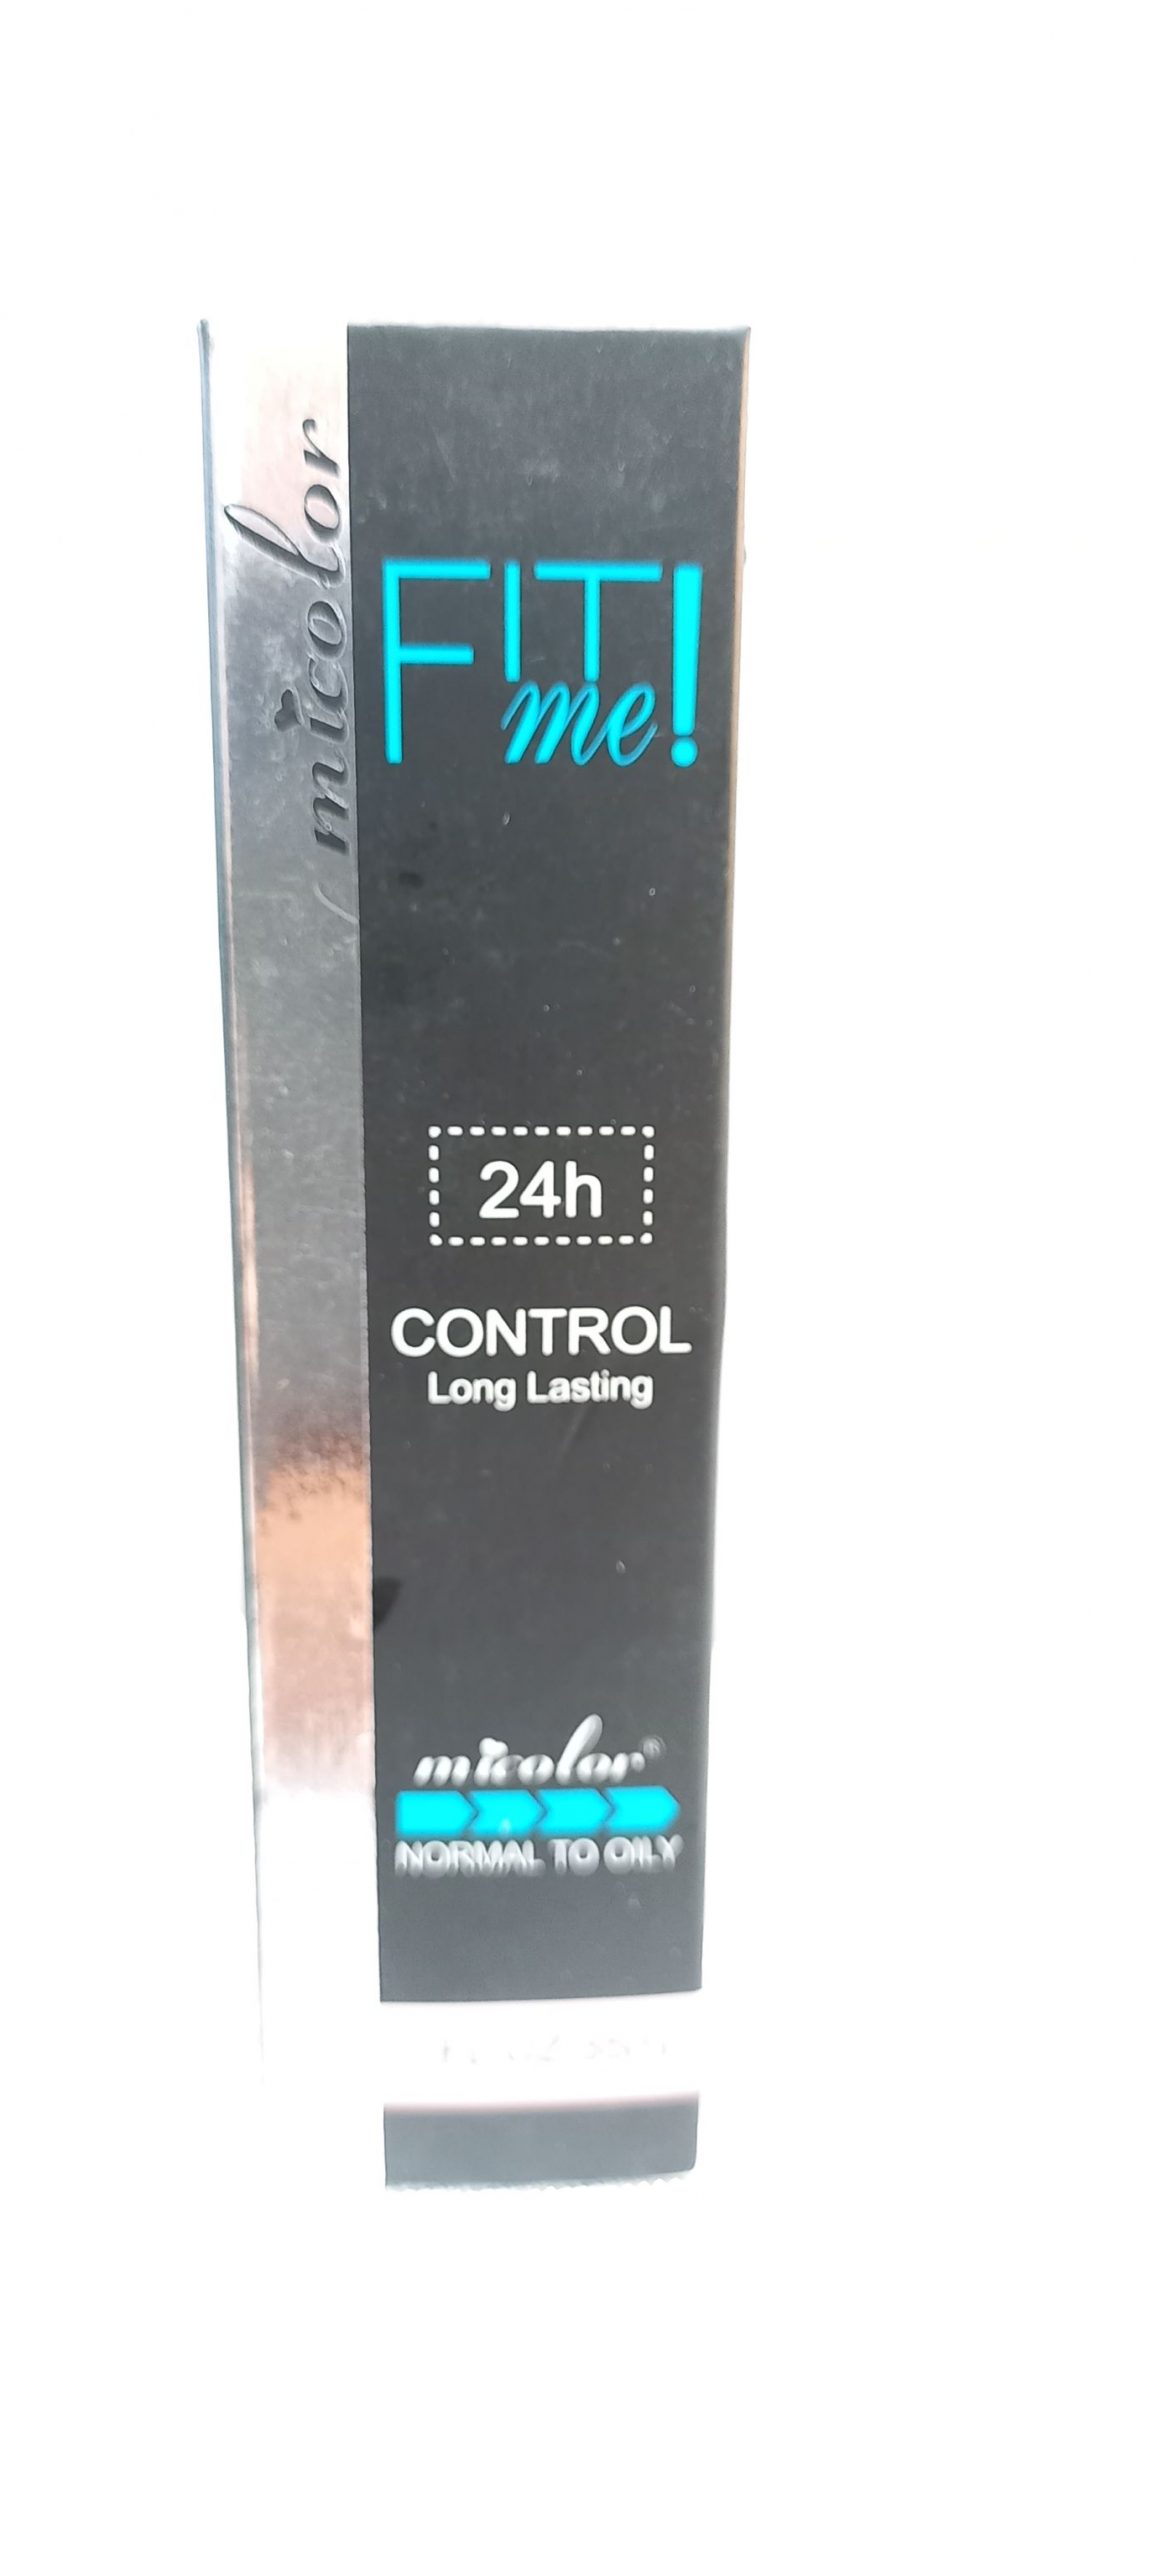 micolor
FIT
me!
24h
CONTROL
Long Lasting
micolor®
NORMAL TO OILY